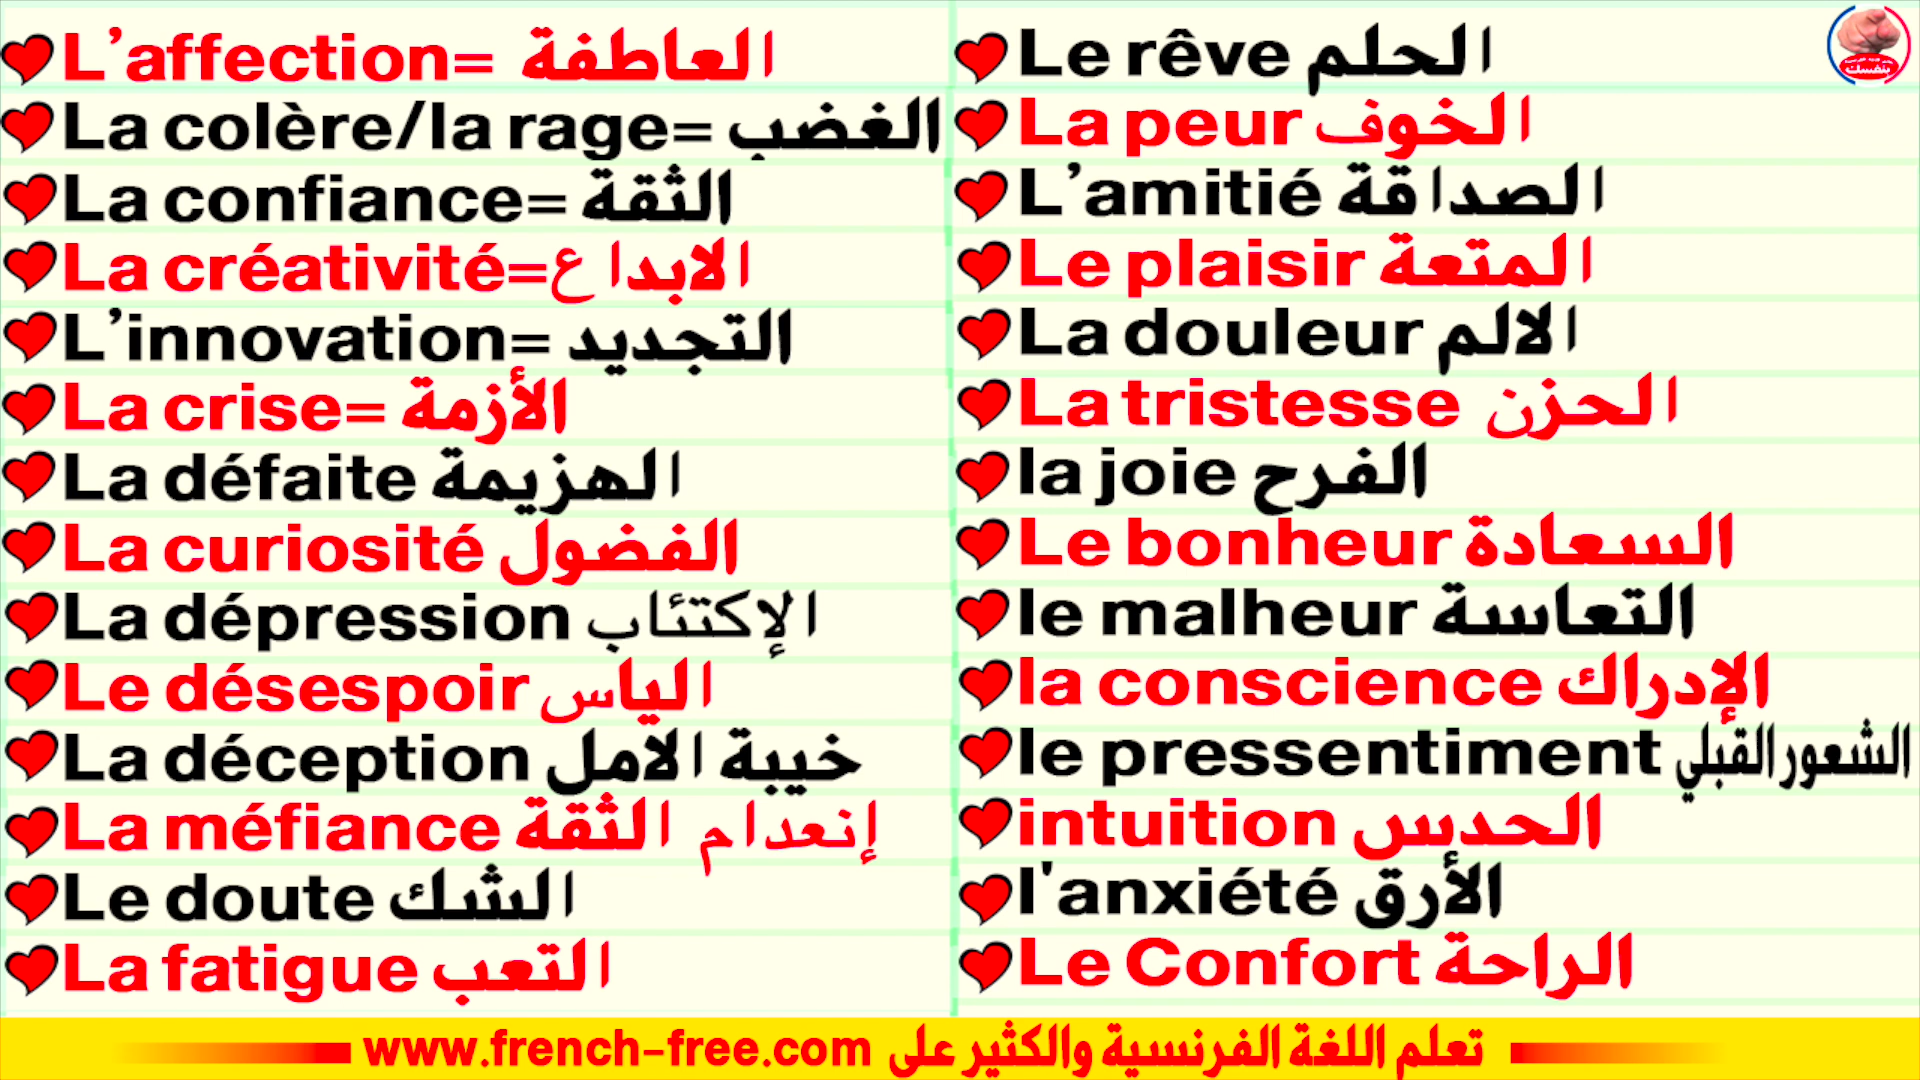 L'affection= العاطفة
La colère/la rage= الغضب
La confiance= الثقة
La créativité=الابداع
L'innovation= التجديد
La crise= الأزمة
La défaite الهزيمة
La curiosité الفضول
La dépression الإكتئاب
Le désespoir الياس
La déception خيبة الامل
La méfiance إنعدام الثقة
Le doute الشك
La fatigue التعب
Le rêve الحلم
La peur الخوف
L'amitié الصداقة
Le plaisir المتعة
La douleur الالم
La tristesse الحزن
la joie الفرح
Le bonheur السعادة
le malheur التعاسة
la conscience الإدراك
le pressentiment الشعور القبلي
intuition الحدس
l'anxiété الأرق
Le Confort الراحة
تعلم اللغة الفرنسية والكثير على www.french-free.com
بنفسك